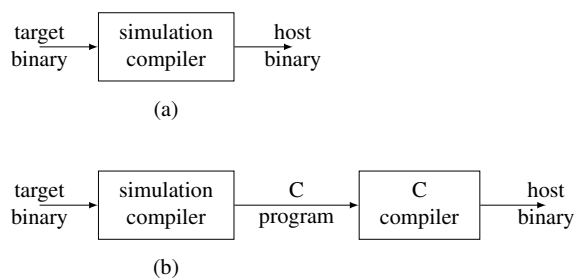 target simulation host
binary compiler binary
(a)
target simulation C C host
binary compiler program compiler binary
(b)